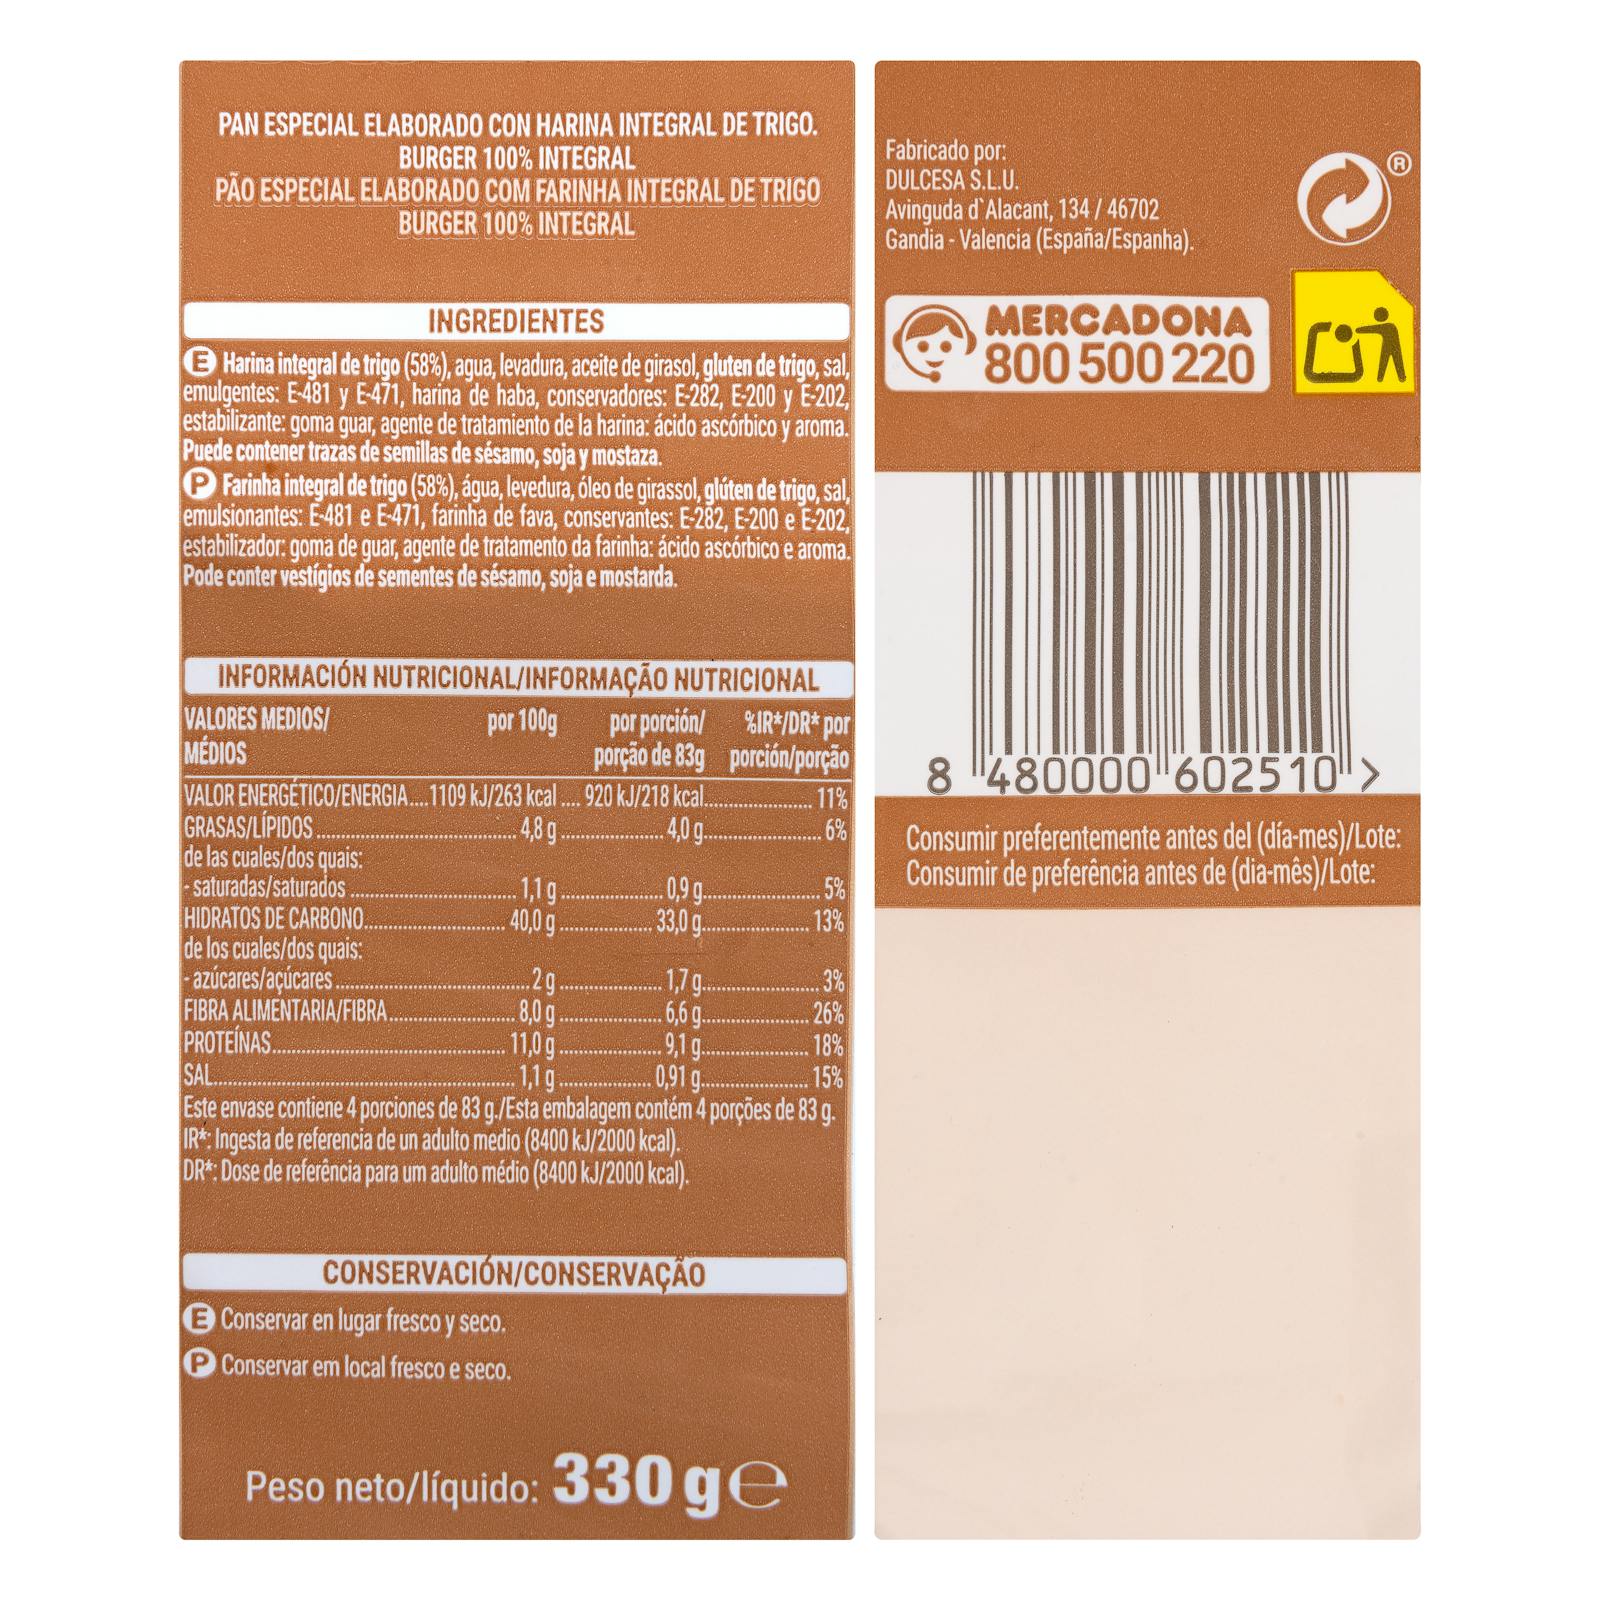 PAN ESPECIAL ELABORADO CON HARINA INTEGRAL DE TRIGO.
BURGER 100% INTEGRAL
PÃO ESPECIAL ELABORADO COM FARINHA INTEGRAL DE TRIGO
BURGER 100% INTEGRAL
INGREDIENTES
E Harina integral de trigo (58%), agua, levadura, aceite de girasol, gluten de trigo, sal,
emulgentes: E-481 y E-471, harina de haba, conservadores: E-282, E-200 y E-202,
estabilizante: goma guar, agente de tratamiento de la harina: ácido ascórbico y aroma.
Puede contener trazas de semillas de sésamo, soja y mostaza.
P Farinha integral de trigo (58%), água, levedura, óleo de girassol, glúten de trigo, sal,
emulsionantes: E-481 e E-471, farinha de fava, conservantes: E-282, E-200 e E-202,
estabilizador: goma de guar, agente de tratamento da farinha: ácido ascórbico e aroma.
Pode conter vestígios de sementes de sésamo, soja e mostarda.
INFORMACIÓN NUTRICIONAL/INFORMAÇÃO NUTRICIONAL
VALORES MEDIOS/ por 100g por porción/ %IR*/DR* por
MÉDIOS porção de 83g porción/porção
VALOR ENERGÉTICO/ENERGIA....1109 kJ/263 kcal.... 920 kJ/218 kcal.................. 11%
GRASAS/LÍPIDOS.................................. 4,8 g.................. 4,0 g.................. 6%
de las cuales/dos quais:
- saturadas/saturados............................ 1,1 g.................. 0,9 g.................. 5%
HIDRATOS DE CARBONO........................ 40,0 g.................. 33,0 g.................. 13%
de los cuales/dos quais:
- azúcares/açúcares................................ 2 g.................. 1,7 g.................. 3%
FIBRA ALIMENTARIA/FIBRA...................... 8,0 g.................. 6,6 g.................. 26%
PROTEÍNAS........................................ 11,0 g.................. 9,1 g.................. 18%
SAL.................................................. 1,1 g.................. 0,91 g.................. 15%
Este envase contiene 4 porciones de 83 g./Esta embalagem contém 4 porções de 83 g.
IR*: Ingesta de referencia de un adulto medio (8400 kJ/2000 kcal).
DR*: Dose de referência para um adulto médio (8400 kJ/2000 kcal).
CONSERVACIÓN/CONSERVAÇÃO
E Conservar en lugar fresco y seco.
P Conservar em local fresco e seco.
Peso neto/líquido: 330 g ℮
Fabricado por:
DULCESA S.L.U.
Avinguda d`Alacant, 134 / 46702
Gandia - Valencia (España/Espanha).
®
MERCADONA
800 500 220
8 480000 602510 >
Consumir preferentemente antes del (día-mes)/Lote:
Consumir de preferência antes de (dia-mês)/Lote: